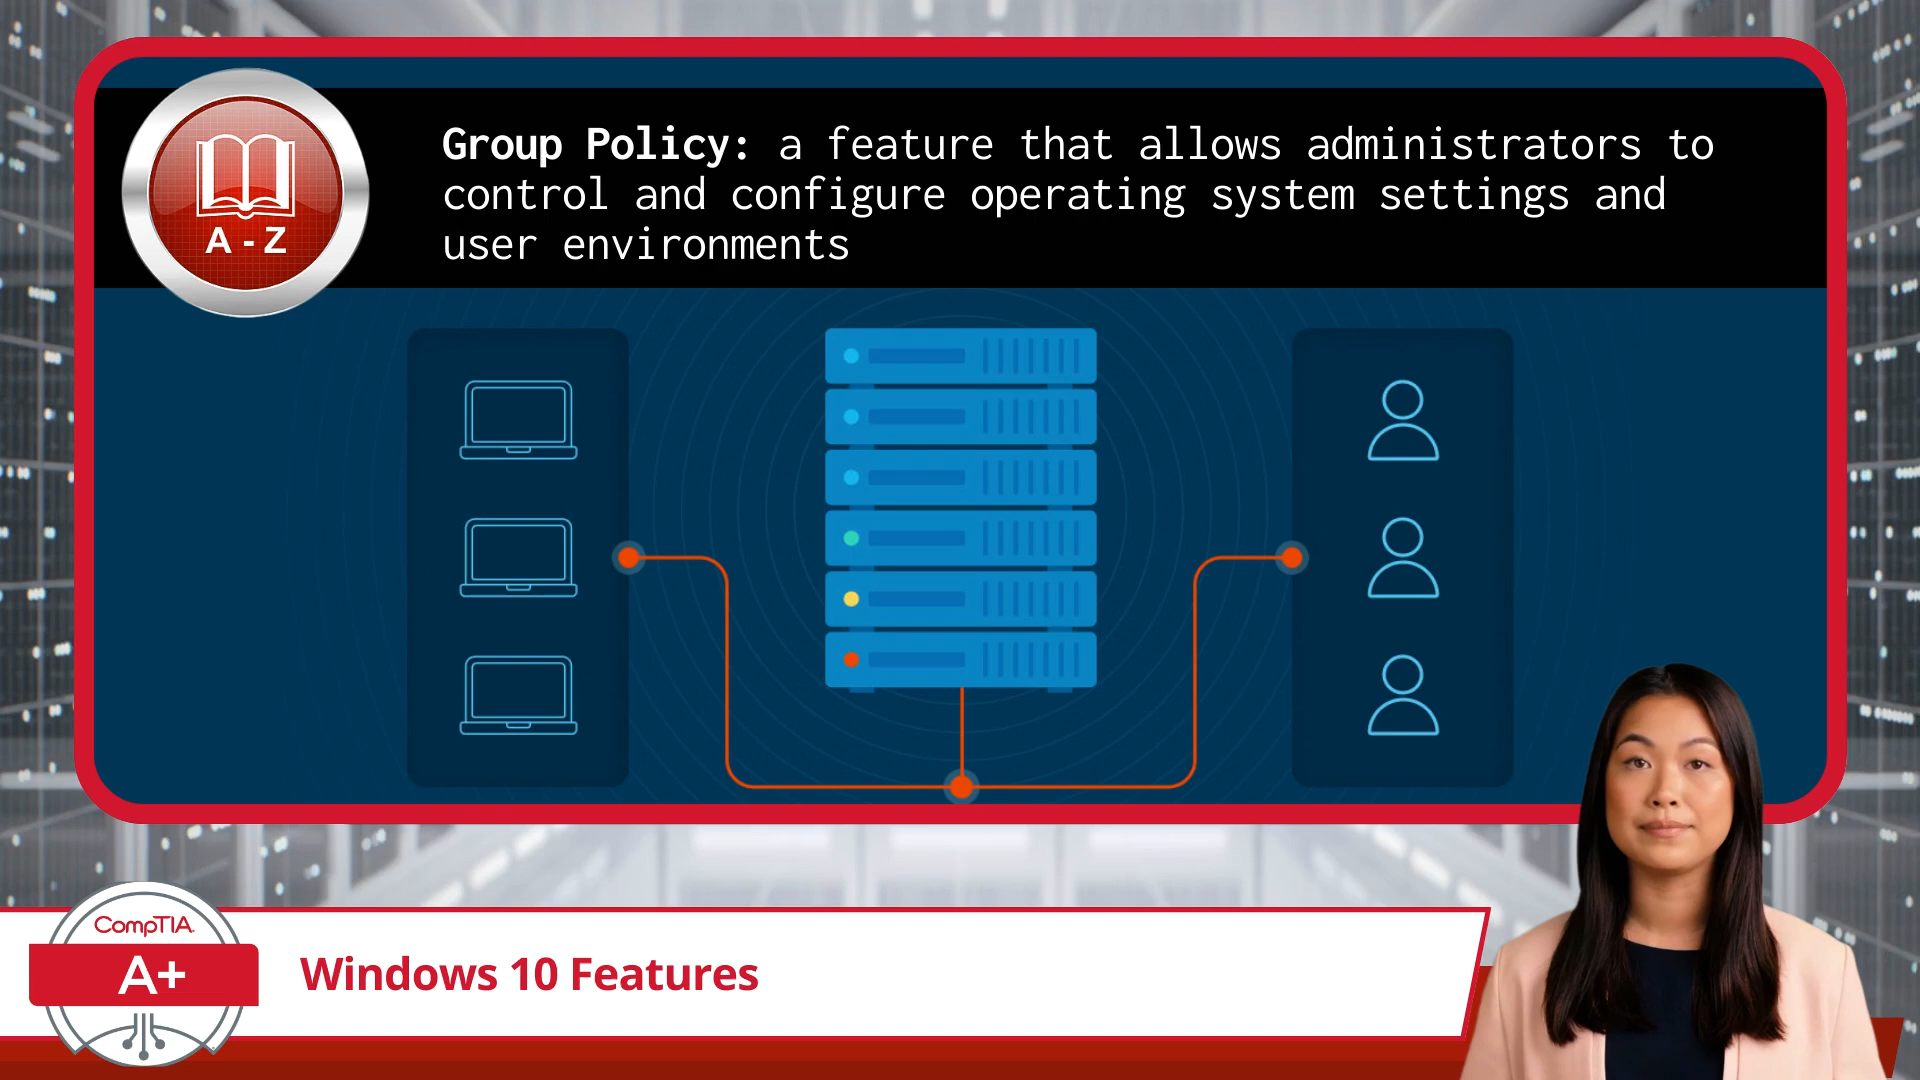 Group Policy: a feature that allows administrators to
control and configure operating system settings and
user environments
A - Z
CompTIA.
A+
Windows 10 Features